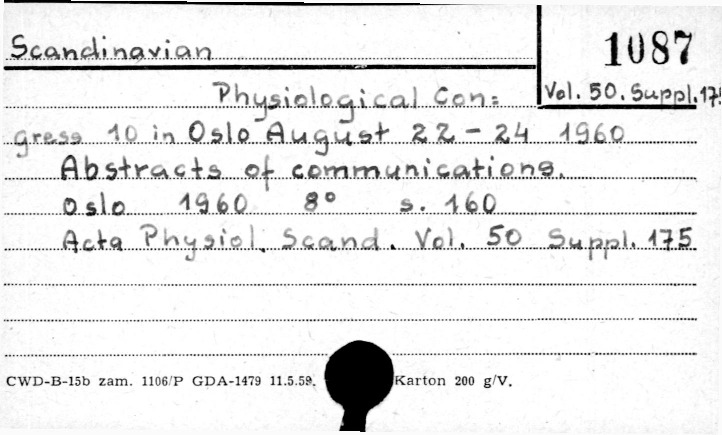 Scandinavian
1087
Physiological Con=
Vol. 50. Suppl. 175
gress 10 in Oslo August 22-24 1960
Abstracts of communications.
Oslo 1960 8° s. 160
Acta Physiol. Scand. Vol. 50 Suppl. 175
CWD-B-15b zam. 1106/P GDA-1479 11.5.59. Karton 200 g/V.